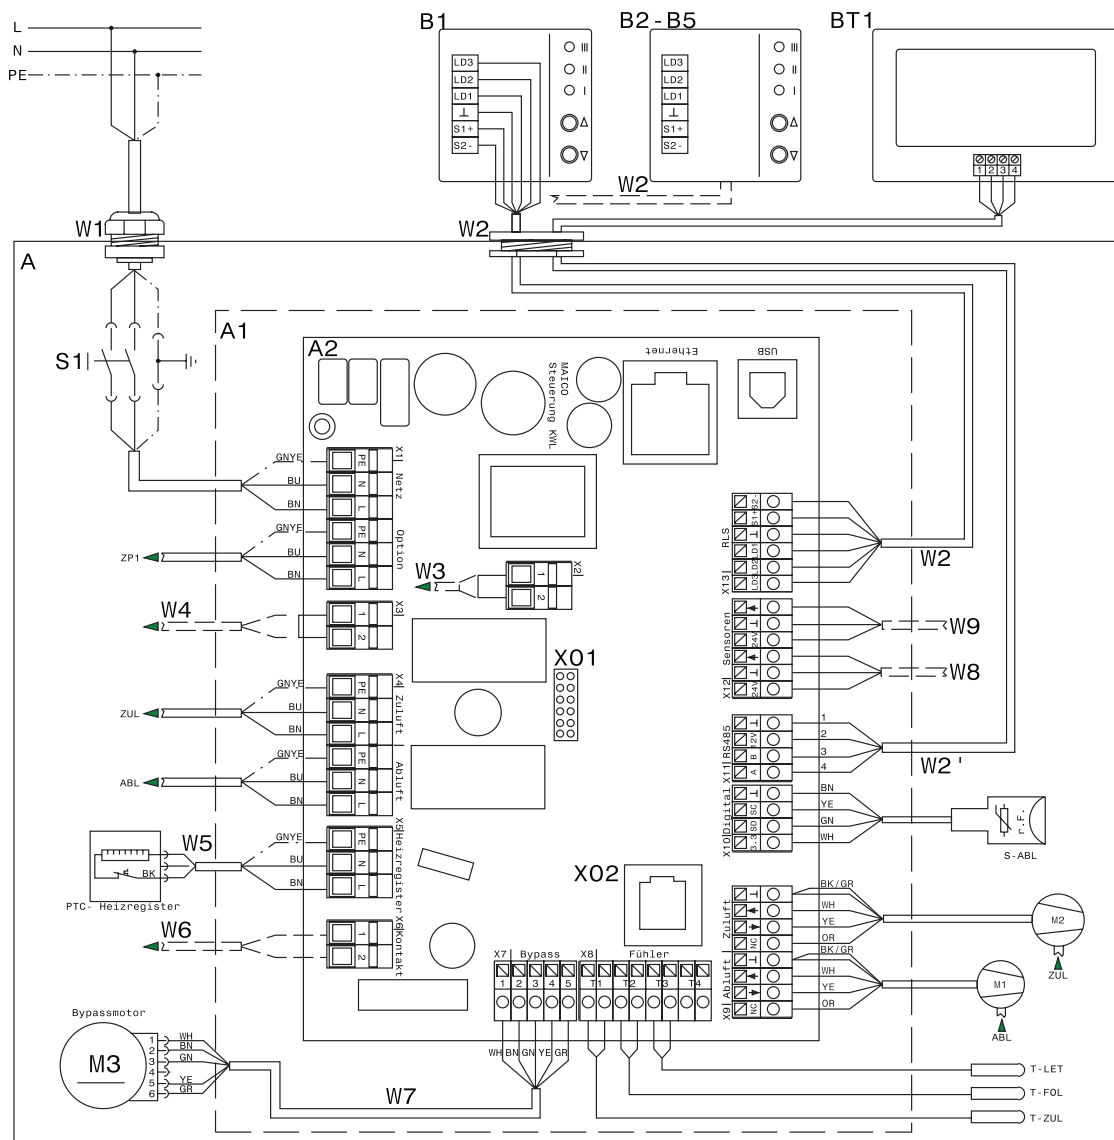 L
N
PE
B1
LD3
LD2
LD1
⊥
S1+
S2-
III
II
I
B2-B5
LD3
LD2
LD1
⊥
S1+
S2-
III
II
I
BT1
1 2 3 4
W2
W1
W2
A
A1
S1
A2
MAICO
Steuerung KWL
Ethernet
USB
X1
Netz
PE
N
L
GNYE
BU
BN
Option
PE
N
L
GNYE
BU
BN
ZP1
W3
X2
1
2
W4
X3
1
2
X01
X4
Zuluft
PE
N
L
GNYE
BU
BN
ZUL
Abluft
PE
N
L
GNYE
BU
BN
ABL
W5
BK
PTC- Heizregister
X5
Heizregister
PE
N
L
GNYE
BU
BN
W6
X6
Kontakt
1
2
X02
RLS
X13
S2-
S1+
⊥
LD1
LD2
LD3
W2
Sensoren
X12
⊥
24V
⊥
24V
W9
W8
RS485
X11
⊥
12V
B
A
1
2
3
4
W2'
Digital
X10
⊥
SC
SD
3.3
BN
YE
GN
WH
r.F.
S-ABL
Zuluft
⊥
NC
BK/GR
WH
YE
OR
M2
ZUL
Abluft
X9
⊥
NC
BK/GR
WH
YE
OR
M1
ABL
X7 Bypass
1 2 3 4 5
X8 Fühler
T1 T2 T3 T4
WH BN GN YE GR
Bypassmotor
M3
1
2
3
4
5
6
WH
BN
GN
YE
GR
W7
T-LET
T-FOL
T-ZUL